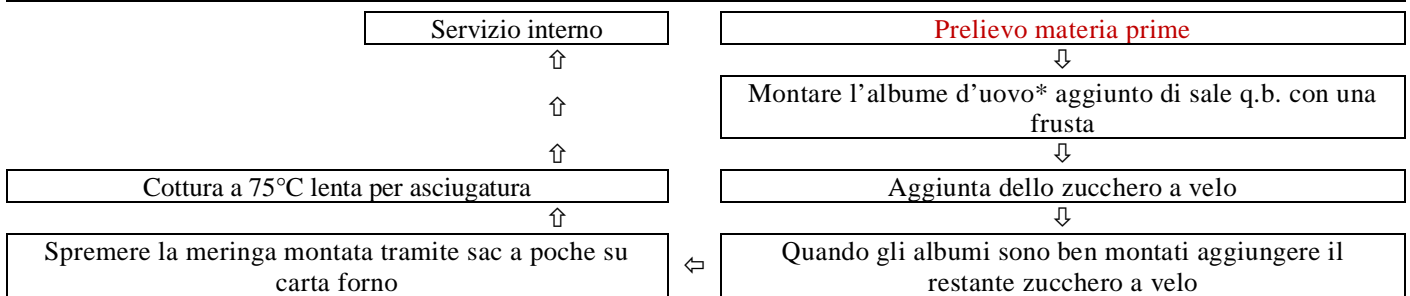 Servizio interno
Prelievo materia prime
⇧
⇩
Montare l’albume d’uovo* aggiunto di sale q.b. con una
frusta
⇧
⇧
⇩
Cottura a 75°C lenta per asciugatura
Aggiunta dello zucchero a velo
⇧
⇩
Spremere la meringa montata tramite sac a poche su
carta forno
⇦
Quando gli albumi sono ben montati aggiungere il
restante zucchero a velo